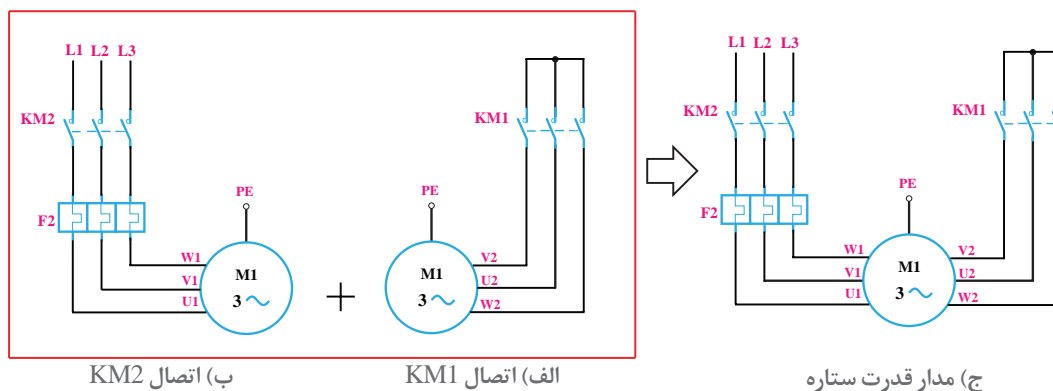 L1 L2 L3
KM2
F2
PE
W1
V1
U1
M1
3
+
KM1
PE
M1
3
V2
U2
W2
L1 L2 L3
KM2
F2
PE
W1
V1
U1
M1
3
KM1
V2
U2
W2
ب) اتصال KM2
الف) اتصال KM1
ج) مدار قدرت ستاره